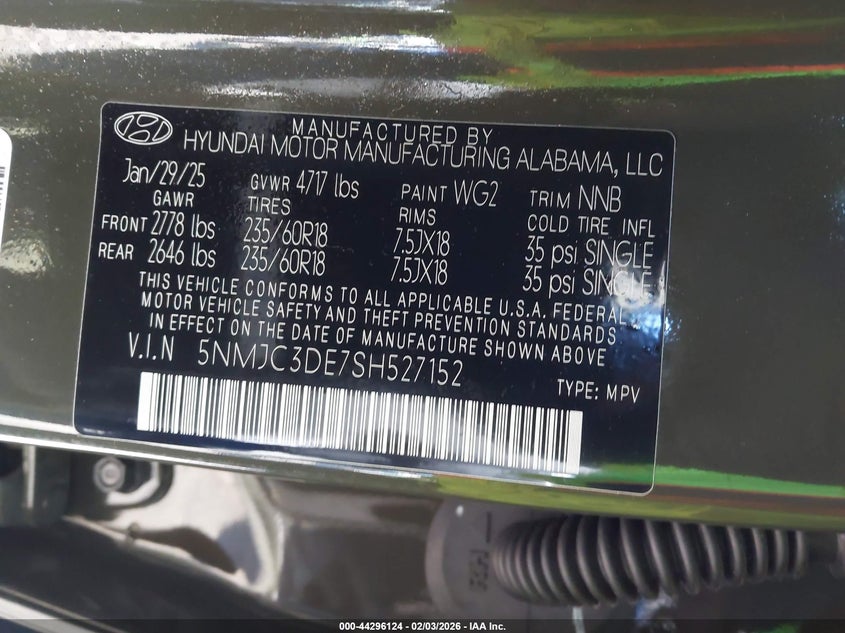 MANUFACTURED BY
HYUNDAI MOTOR MANUFACTURING ALABAMA, LLC
Jan/29/25 GVWR 4717 lbs PAINT WG2 TRIM NNB
GAWR TIRES RIMS COLD TIRE INFL
FRONT 2778 lbs 235/60R18 7.5JX18 35 psi SINGLE
REAR 2646 lbs 235/60R18 7.5JX18 35 psi SINGLE
THIS VEHICLE CONFORMS TO ALL APPLICABLE U.S.A. FEDERAL
MOTOR VEHICLE SAFETY AND THEFT PREVENTION STANDARDS
IN EFFECT ON THE DATE OF MANUFACTURE SHOWN ABOVE
V.I.N 5NMJC3DE7SH527152
TYPE: MPV
000-44296124 - 02/03/2026 - IAA Inc.